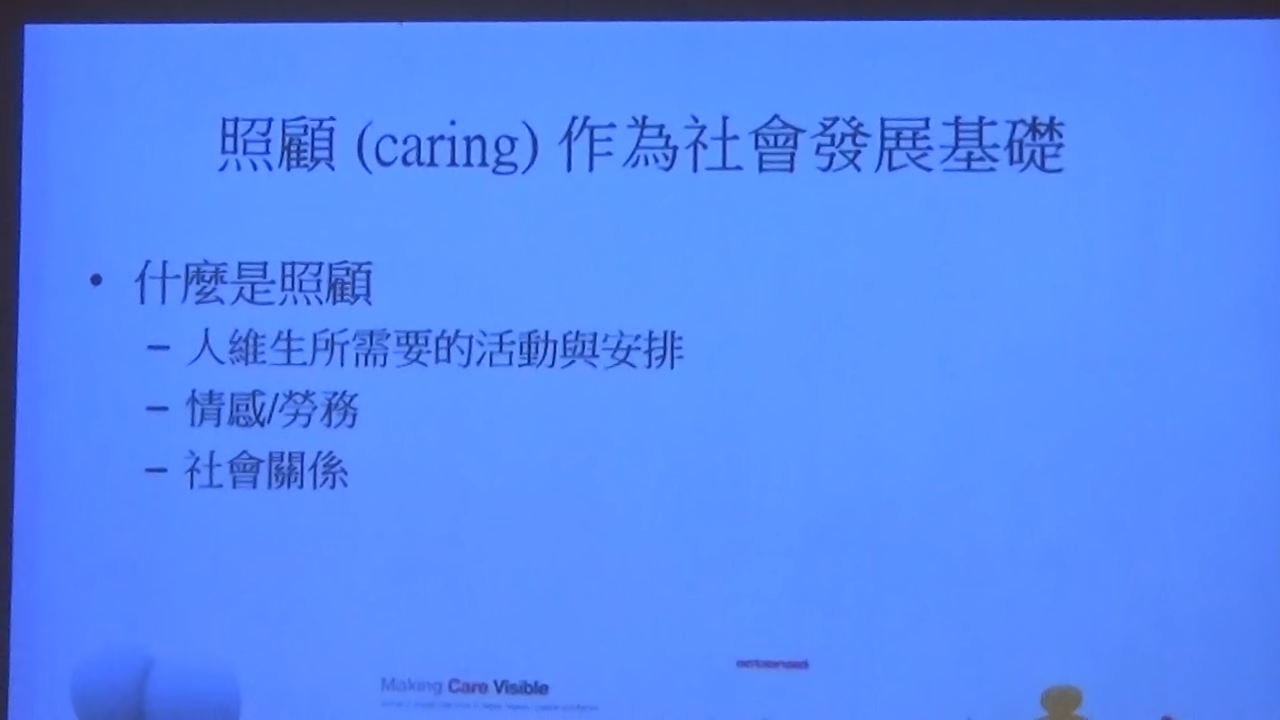 照顧 (caring) 作為社會發展基礎
• 什麼是照顧
– 人維生所需要的活動與安排
– 情感/勞務
– 社會關係
actionaid
Making Care Visible